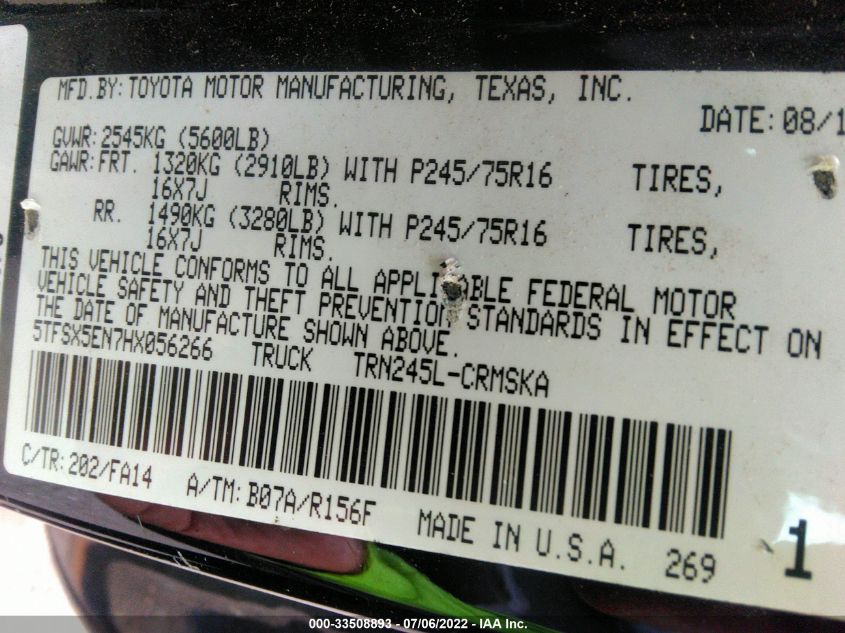 MFD.BY:TOYOTA MOTOR MANUFACTURING, TEXAS, INC.
DATE:08/1
GVWR:2545KG (5600LB)
GAWR:FRT. 1320KG (2910LB) WITH P245/75R16 TIRES,
16X7J RIMS.
RR. 1490KG (3280LB) WITH P245/75R16 TIRES,
16X7J RIMS.
THIS VEHICLE CONFORMS TO ALL APPLICABLE FEDERAL MOTOR
VEHICLE SAFETY AND THEFT PREVENTION STANDARDS IN EFFECT ON
THE DATE OF MANUFACTURE SHOWN ABOVE.
5TFSX5EN7HX056266 TRUCK TRN245L-CRMSKA
C/TR:202/FA14 A/TM:B07A/R156F MADE IN U.S.A. 269 1
000-33508893 - 07/06/2022 - IAA Inc.